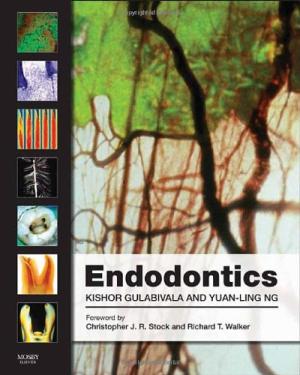 Endodontics
KISHOR GULABIVALA AND YUAN-LING NG
Foreword by
Christopher J. R. Stock and Richard T. Walker
MOSBY
ELSEVIER